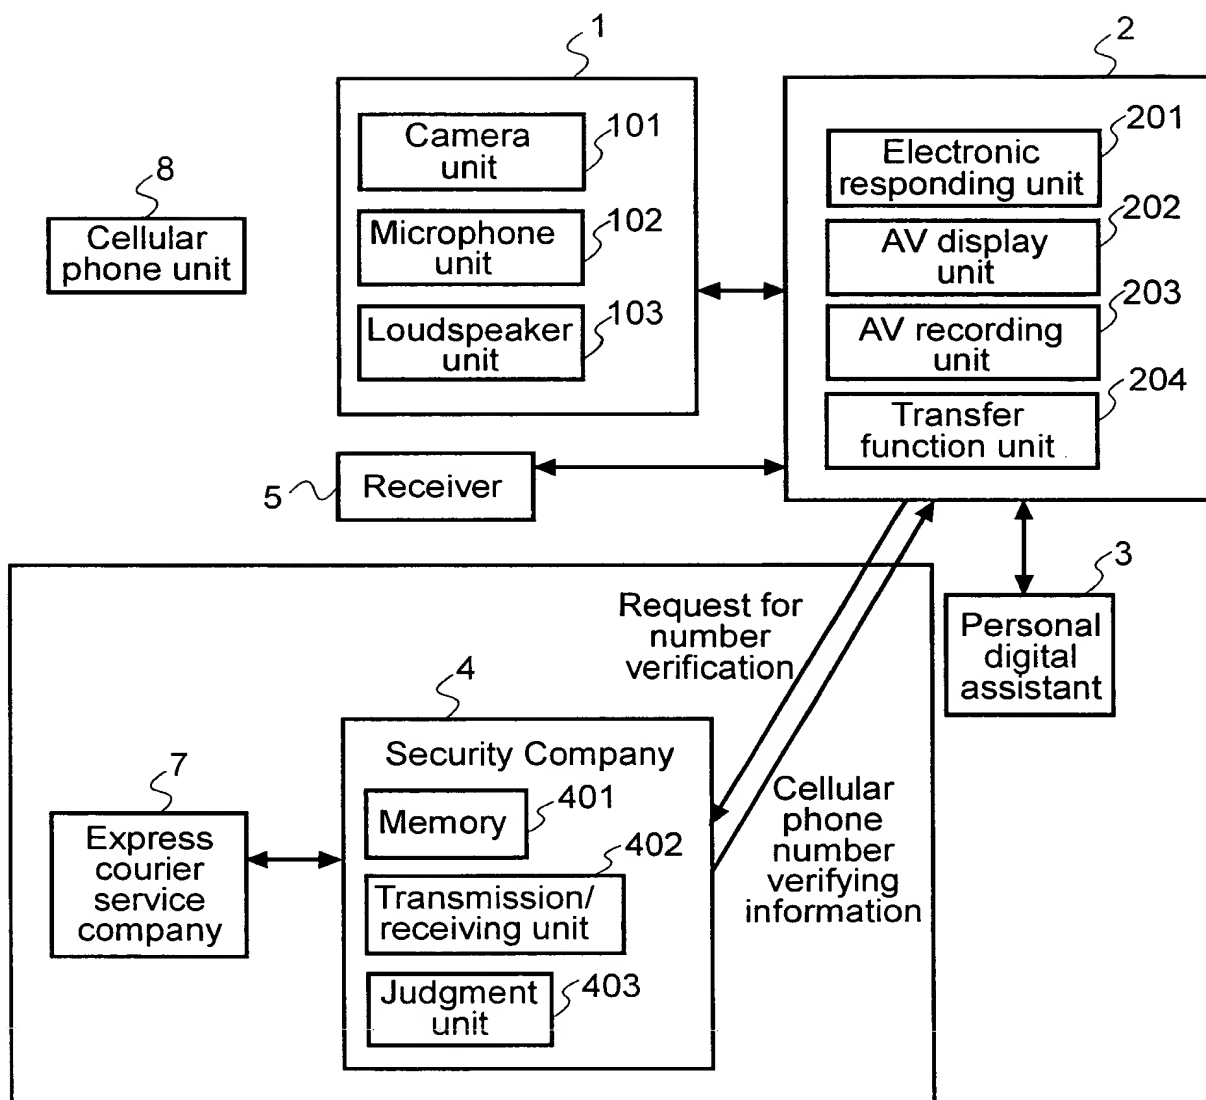 1
2
Camera
unit
101
Microphone
unit
102
Loudspeaker
unit
103
8
Cellular
phone unit
Electronic
responding unit
201
AV display
unit
202
AV recording
unit
203
Transfer
function unit
204
5
Receiver
3
Personal
digital
assistant
Request for
number
verification
4
Security Company
Memory
401
Transmission/
receiving unit
402
Judgment
unit
403
7
Express
courier
service
company
Cellular
phone
number
verifying
information